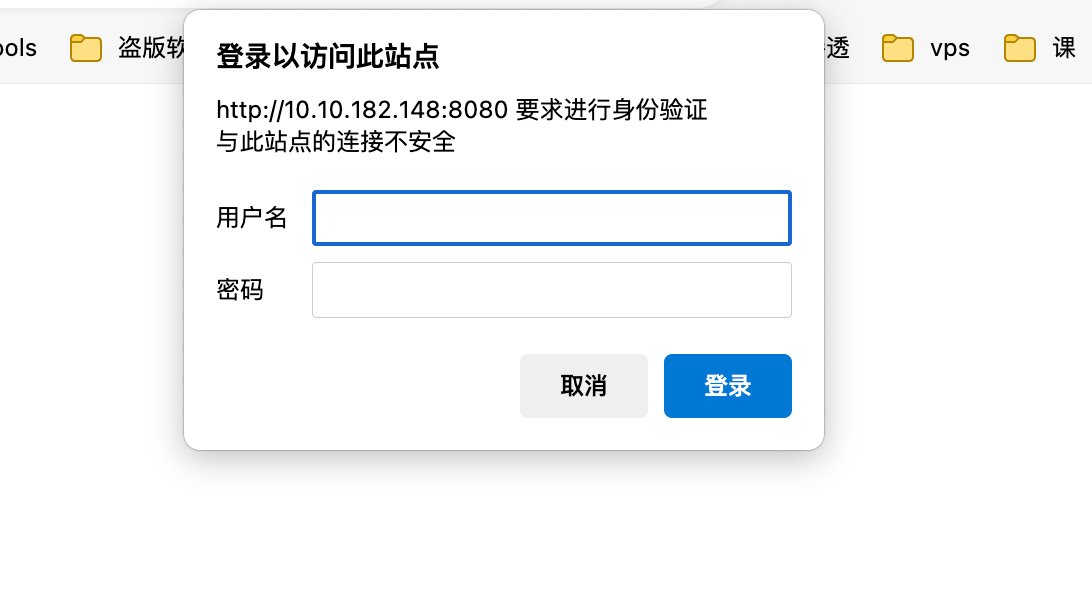 ools 盗版软 透 vps 课
登录以访问此站点
http://10.10.182.148:8080 要求进行身份验证
与此站点的连接不安全
用户名
密码
取消 登录